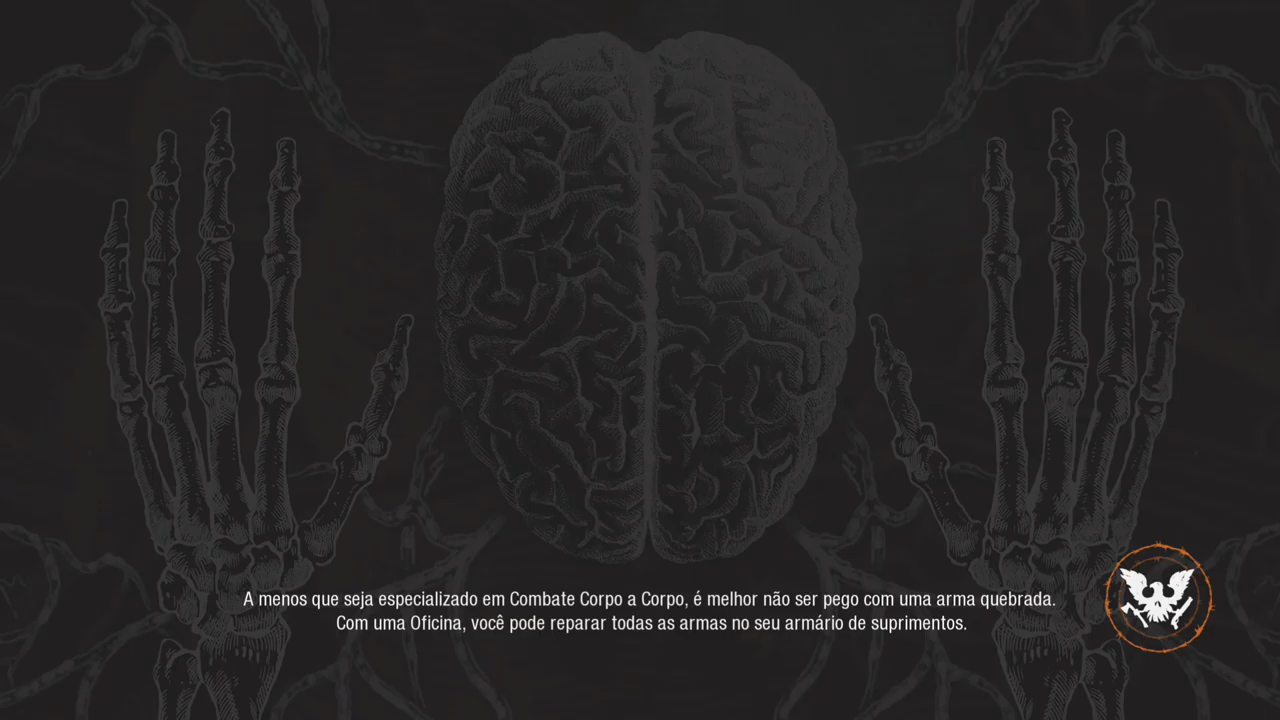 A menos que seja especializado em Combate Corpo a Corpo, é melhor não ser pego com uma arma quebrada.
Com uma Oficina, você pode reparar todas as armas no seu armário de suprimentos.